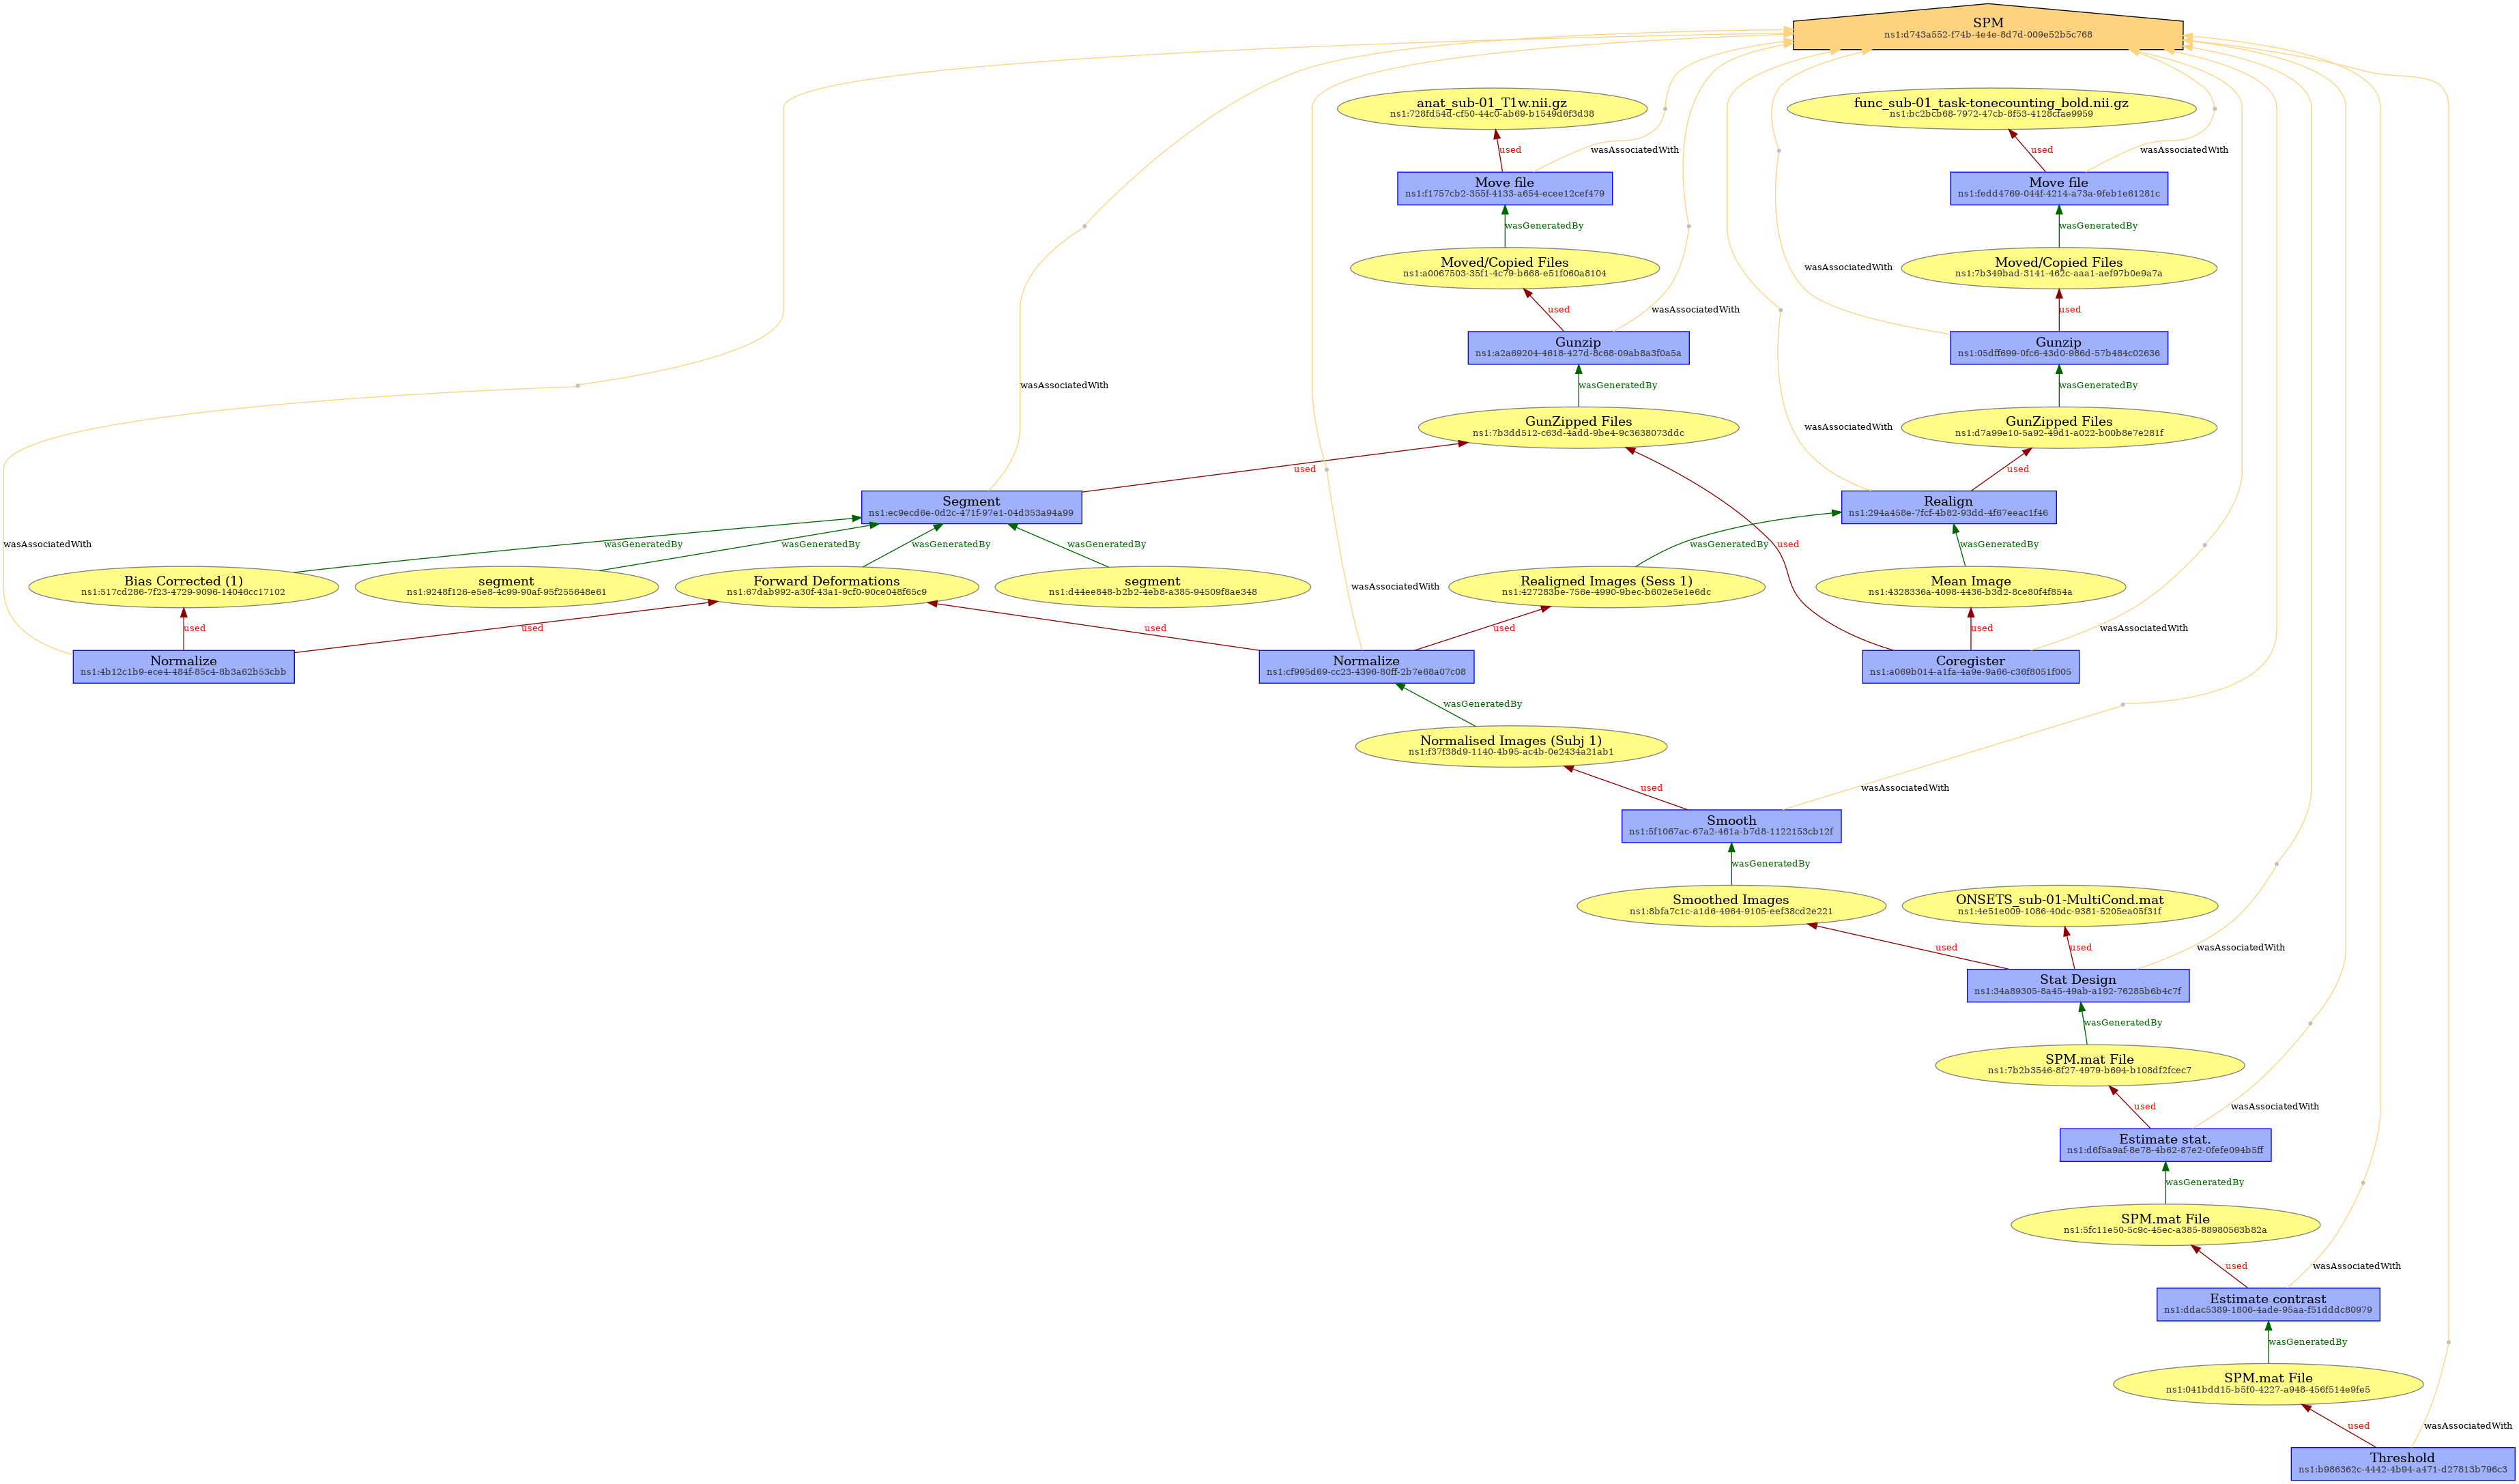 SPM
ns1:d743a552-f74b-4e4e-8d7d-009e52b5c768
anat_sub-01_T1w.nii.gz
ns1:728fd54d-cf50-44c0-ab69-b1549d6f3d38
func_sub-01_task-tonecounting_bold.nii.gz
ns1:bc2bcb68-7972-47cb-8f53-4128cfae9959
used
wasAssociatedWith
used
wasAssociatedWith
Move file
ns1:f1757cb2-355f-4133-a654-ecee12cef479
Move file
ns1:fedd4769-044f-4214-a73a-9feb1e61281c
wasGeneratedBy
wasGeneratedBy
Moved/Copied Files
ns1:a0067503-35f1-4c79-b668-e51f060a8104
Moved/Copied Files
ns1:7b349bad-3141-462c-aaa1-aef97b0e9a7a
wasAssociatedWith
used
wasAssociatedWith
used
Gunzip
ns1:a2a69204-4618-427d-8c68-09ab8a3f0a5a
Gunzip
ns1:05dff699-0fc6-43d0-986d-57b484c02636
wasAssociatedWith
wasGeneratedBy
wasGeneratedBy
GunZipped Files
ns1:7b3dd512-c63d-4add-9be4-9c3638073ddc
wasAssociatedWith
GunZipped Files
ns1:d7a99e10-5a92-49d1-a022-b00b8e7e281f
used
used
Segment
ns1:ec9ecd6e-0d2c-471f-97e1-04d353a94a99
Realign
ns1:294a458e-7fcf-4b82-93dd-4f67eeac1f46
wasAssociatedWith
wasGeneratedBy
wasGeneratedBy
wasGeneratedBy
wasGeneratedBy
wasGeneratedBy
used
wasGeneratedBy
Bias Corrected (1)
ns1:517cd286-7f23-4729-9096-14046cc17102
segment
ns1:9248f126-e5e8-4c99-90af-95f255648e61
Forward Deformations
ns1:67dab992-a30f-43a1-9cf0-90ce048f65c9
segment
ns1:d44ee848-b2b2-4eb8-a385-94509f8ae348
wasAssociatedWith
Realigned Images (Sess 1)
ns1:427283be-756e-4990-9bec-b602e5e1e6dc
Mean Image
ns1:4328336a-4098-4436-b3d2-8ce80f4f854a
used
used
used
used
used
wasAssociatedWith
Normalize
ns1:4b12c1b9-ece4-484f-85c4-8b3a62b53cbb
Normalize
ns1:cf995d69-cc23-4396-80ff-2b7e68a07c08
Coregister
ns1:a069b014-a1fa-4a9e-9a66-c36f8051f005
wasGeneratedBy
Normalised Images (Subj 1)
ns1:f37f38d9-1140-4b95-ac4b-0e2434a21ab1
used
wasAssociatedWith
Smooth
ns1:5f1067ac-67a2-461a-b7d8-1122153cb12f
wasGeneratedBy
Smoothed Images
ns1:8bfa7c1c-a1d6-4964-9105-eef38cd2e221
ONSETS_sub-01-MultiCond.mat
ns1:4e51e009-1086-40dc-9381-5205ea05f31f
used
used
wasAssociatedWith
Stat Design
ns1:34a89305-8a45-49ab-a192-76285b6b4c7f
wasGeneratedBy
SPM.mat File
ns1:7b2b3546-8f27-4979-b694-b108df2fcec7
used
wasAssociatedWith
Estimate stat.
ns1:d6f5a9af-8e78-4b62-87e2-0fefe094b5ff
wasGeneratedBy
SPM.mat File
ns1:5fc11e50-5c9c-45ec-a385-88980563b82a
used
wasAssociatedWith
Estimate contrast
ns1:ddac5389-1806-4ade-95aa-f51dddc80979
wasGeneratedBy
SPM.mat File
ns1:041bdd15-b5f0-4227-a948-456f514e9fe5
used
wasAssociatedWith
Threshold
ns1:b986362c-4442-4b94-a471-d27813b796c3